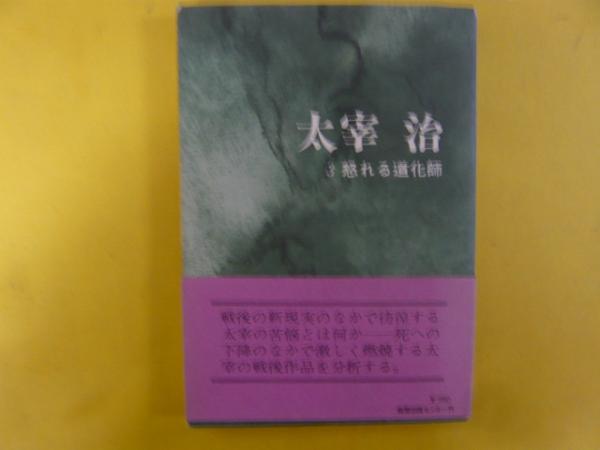 太宰 治
3 怒れる道化師
戦後の新現実のなかで彷徨する
太宰の苦悩とは何か——死への
下降のなかで激しく燃焼する太
宰の戦後作品を分析する。